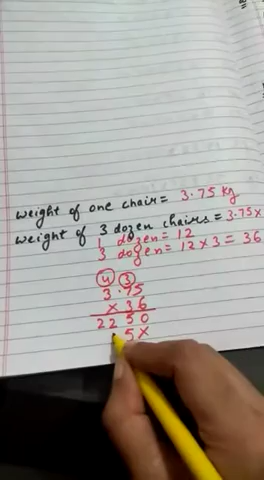 weight of one chair = 3.75 kg
weight of 3 dozen chairs = 3.75 x
1 dozen = 12
3 dozen = 12 x 3 = 36
4 3
3.75
x 36
2250
5x